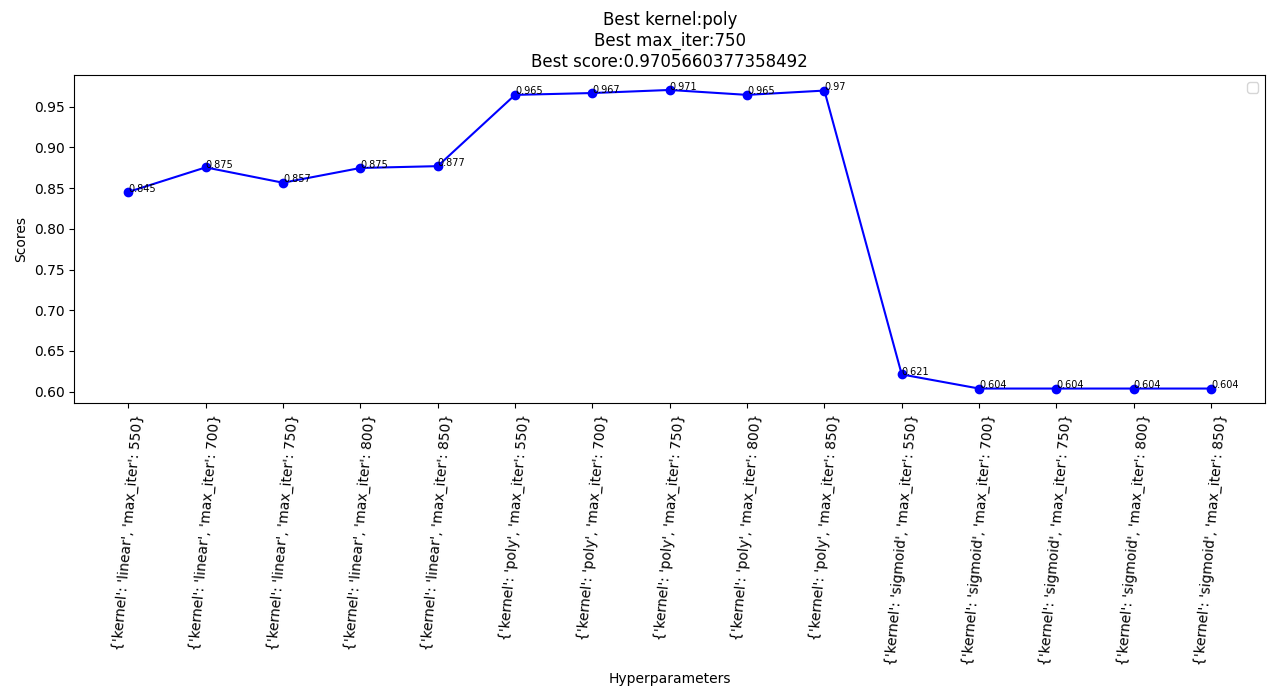 Best kernel:poly
Best max_iter:750
Best score:0.9705660377358492
Scores
0.95
0.90
0.85
0.80
0.75
0.70
0.65
0.60
0.845
0.875
0.857
0.875
0.877
0.965
0.967
0.971
0.965
0.97
0.621
0.604
0.604
0.604
0.604
{'kernel': 'linear', 'max_iter': 550}
{'kernel': 'linear', 'max_iter': 700}
{'kernel': 'linear', 'max_iter': 750}
{'kernel': 'linear', 'max_iter': 800}
{'kernel': 'linear', 'max_iter': 850}
{'kernel': 'poly', 'max_iter': 550}
{'kernel': 'poly', 'max_iter': 700}
{'kernel': 'poly', 'max_iter': 750}
{'kernel': 'poly', 'max_iter': 800}
{'kernel': 'poly', 'max_iter': 850}
{'kernel': 'sigmoid', 'max_iter': 550}
{'kernel': 'sigmoid', 'max_iter': 700}
{'kernel': 'sigmoid', 'max_iter': 750}
{'kernel': 'sigmoid', 'max_iter': 800}
{'kernel': 'sigmoid', 'max_iter': 850}
Hyperparameters